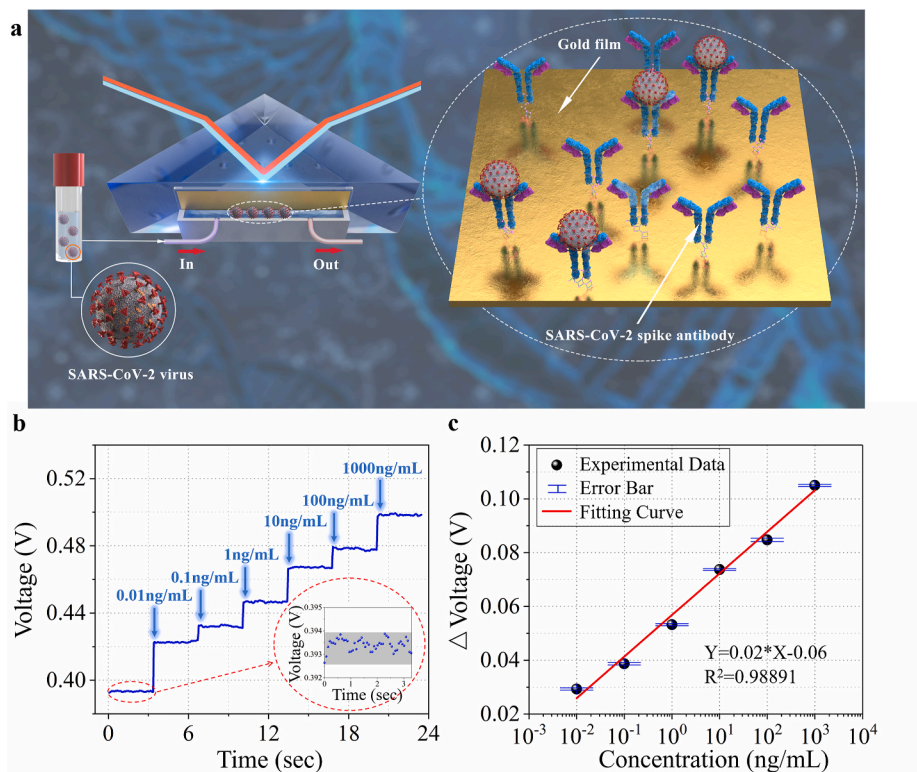 a
Gold film
In
Out
SARS-CoV-2 spike antibody
SARS-CoV-2 virus
b
0.52
0.48
0.44
0.40
Voltage (V)
0.01ng/mL
0.1ng/mL
1ng/mL
10ng/mL
100ng/mL
1000ng/mL
0.395
0.394
0.393
0.392
Voltage (V)
0 1 2 3
Time (sec)
0 6 12 18 24
Time (sec)
c
0.12
0.10
0.08
0.06
0.04
0.02
Δ Voltage (V)
Experimental Data
Error Bar
Fitting Curve
Y=0.02*X-0.06
R²=0.98891
10⁻³ 10⁻² 10⁻¹ 10⁰ 10¹ 10² 10³ 10⁴
Concentration (ng/mL)